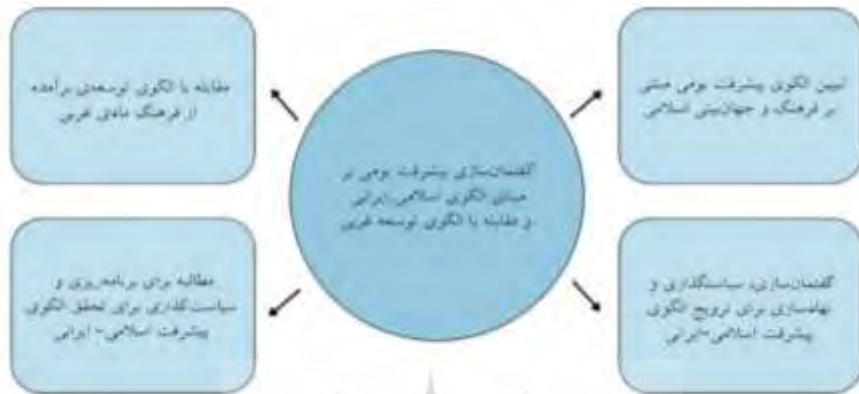 تبیین الگوی پیشرفت بومی مبتنی
بر فرهنگ و جهان‌بینی اسلامی
مقابله با الگوی توسعه‌ی برآمده
از فرهنگ مادی غربی
گفتمان‌سازی پیشرفت بومی بر
مبنای الگوی اسلامی-ایرانی
و مقابله با الگوی توسعه غربی
گفتمان‌سازی، سیاستگذاری و
نهادسازی برای ترویج الگوی
پیشرفت اسلامی-ایرانی
مطالبه برای برنامه‌ریزی و
سیاست‌گذاری برای تحقق الگوی
پیشرفت اسلامی- ایرانی